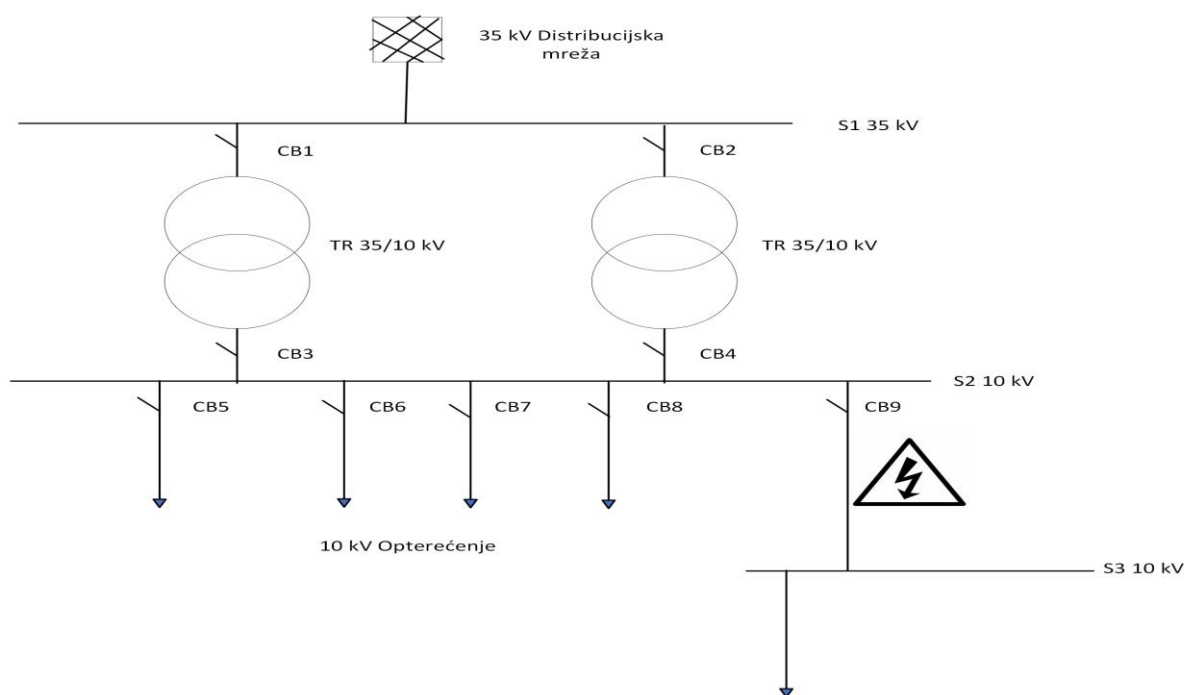 35 kV Distribucijska
mreža
S1 35 kV
CB1
CB2
TR 35/10 kV
TR 35/10 kV
CB3
CB4
S2 10 kV
CB5
CB6
CB7
CB8
CB9
10 kV Opterećenje
S3 10 kV